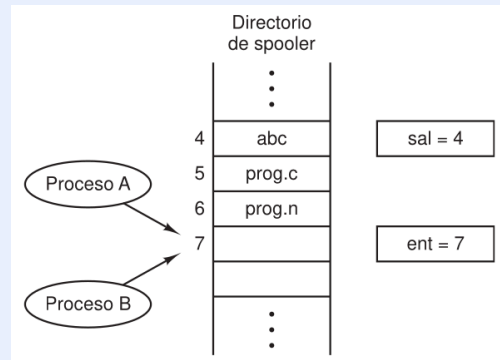 Directorio
de spooler
4 abc sal = 4
5 prog.c
Proceso A
6 prog.n
7 ent = 7
Proceso B